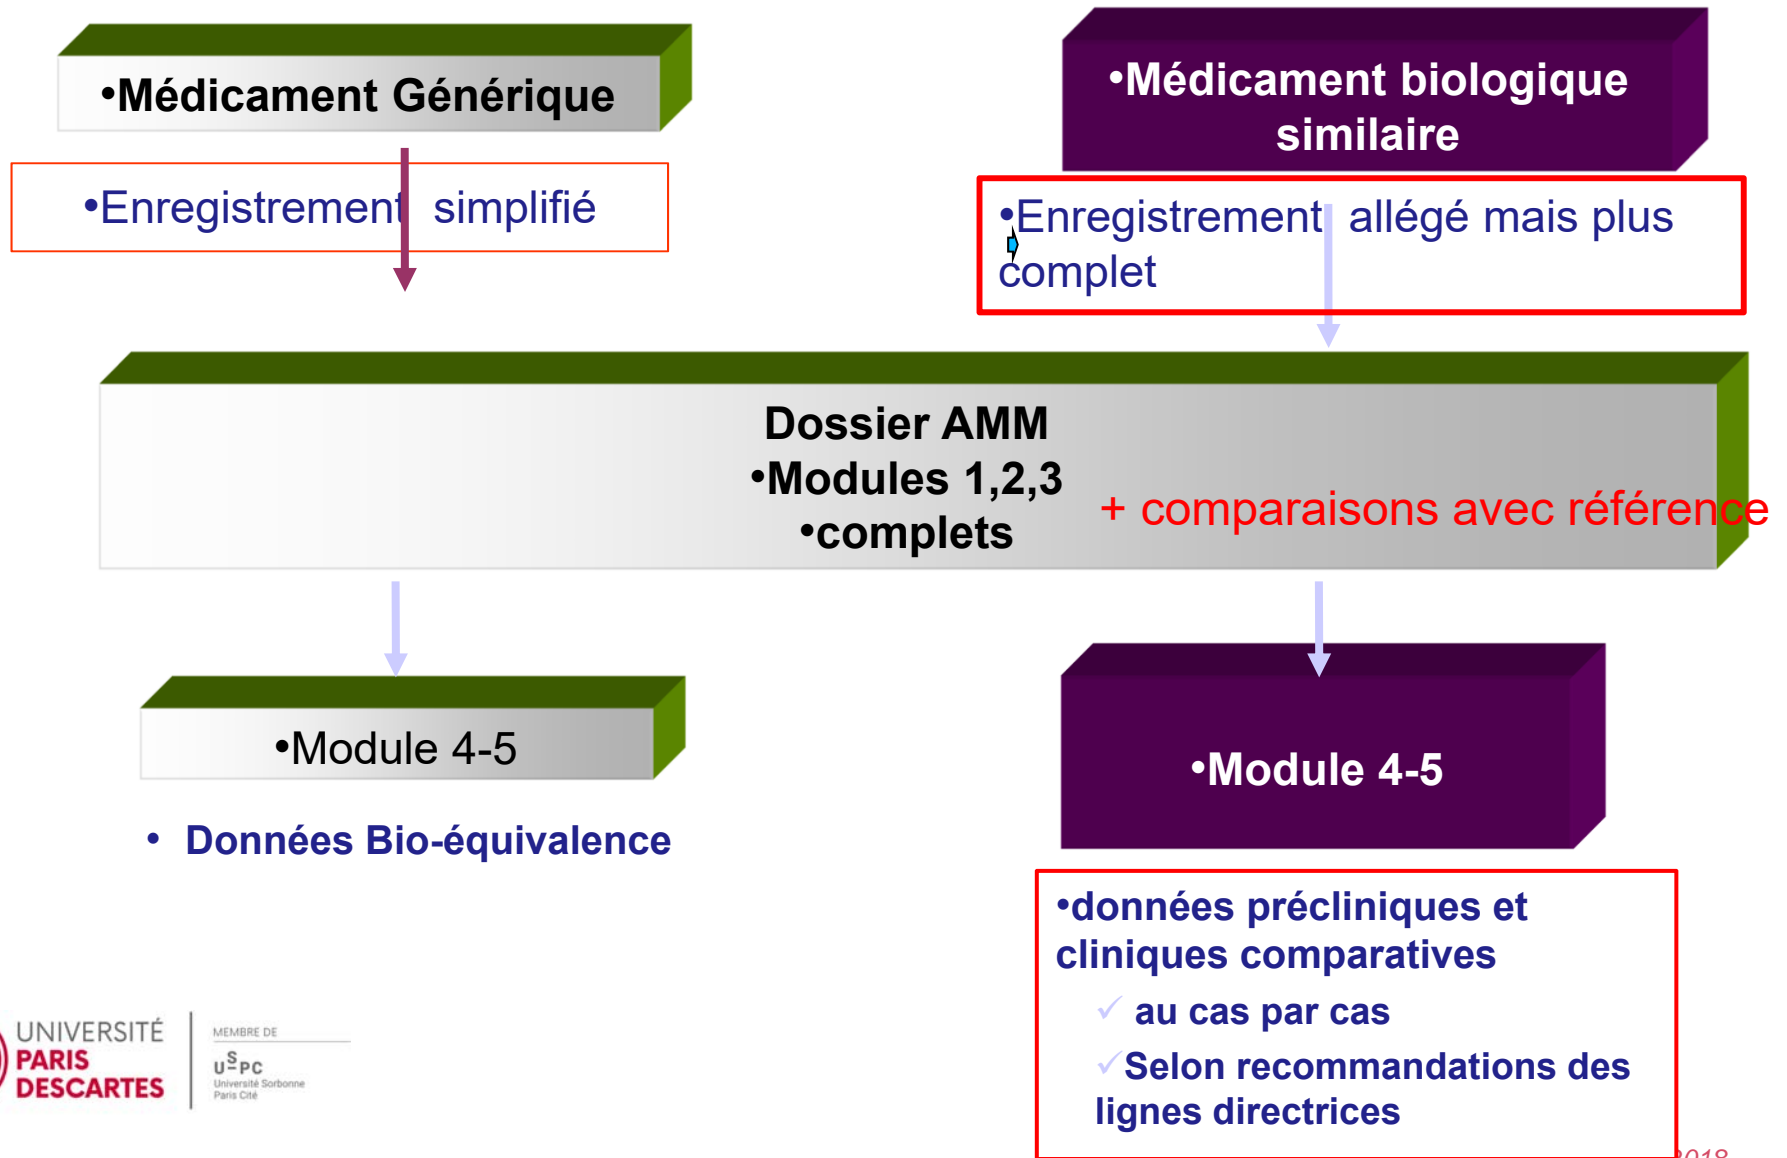 •Médicament Générique
•Médicament biologique
similaire
•Enregistrement simplifié
•Enregistrement allégé mais plus
complet
Dossier AMM
•Modules 1,2,3
•complets
+ comparaisons avec référence
•Module 4-5
•Module 4-5
• Données Bio-équivalence
•données précliniques et
cliniques comparatives
✓ au cas par cas
✓Selon recommandations des
lignes directrices
UNIVERSITÉ
PARIS
DESCARTES
MEMBRE DE
USPC
Université Sorbonne
Paris Cité
2018